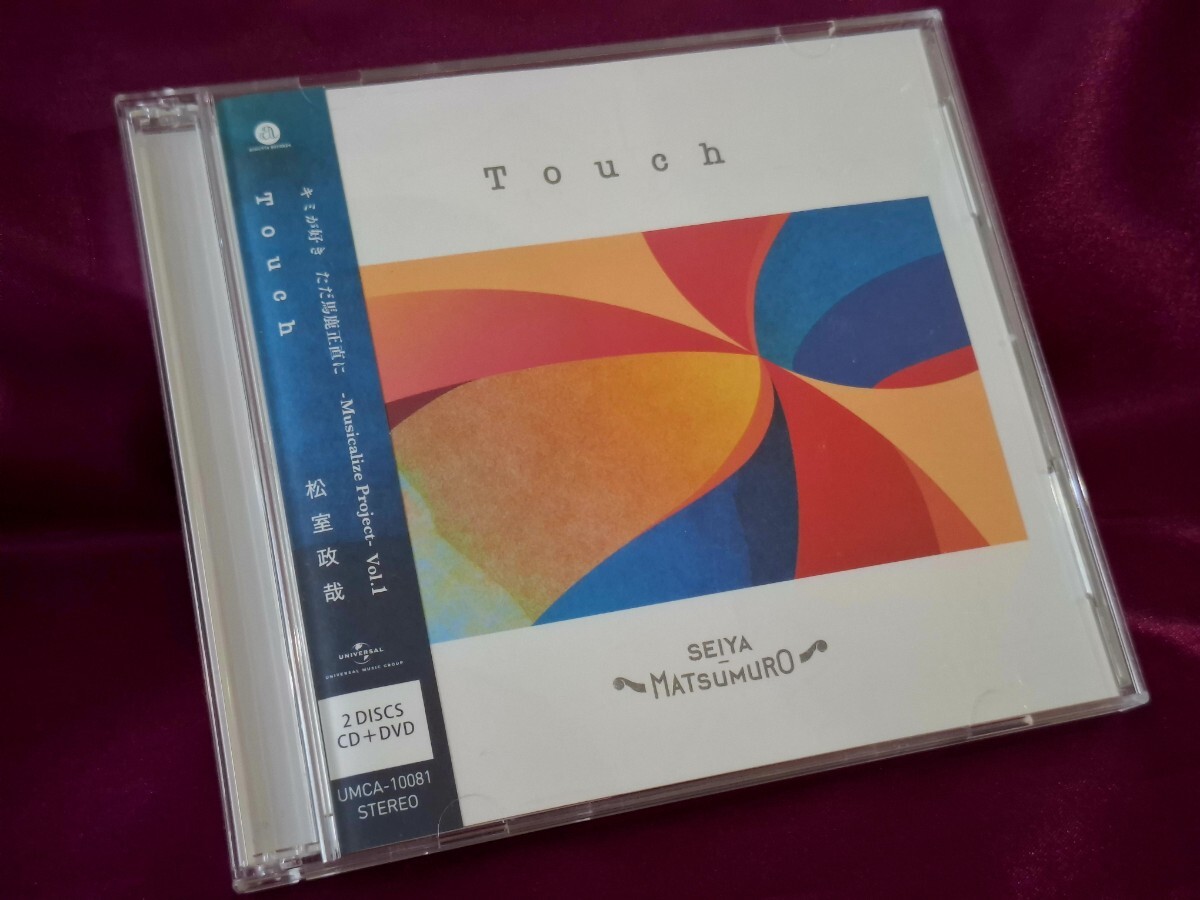 Touch
キミが好き ただ馬鹿正直に -Musicalize Project- Vol.1
松室政哉
UNIVERSAL
UNIVERSAL MUSIC GROUP
2 DISCS
CD+DVD
UMCA-10081
STEREO
Touch
SEIYA
MATSUMURO